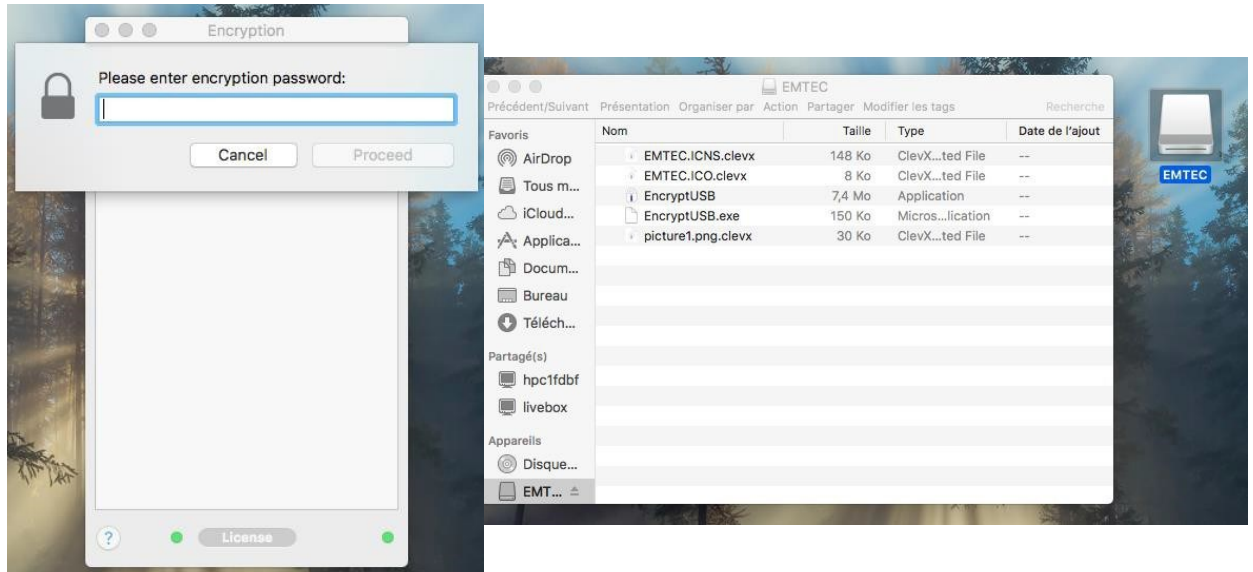 Encryption
Please enter encryption password:
Cancel
Proceed
?
License
EMTEC
Précédent/Suivant Présentation Organiser par Action Partager Modifier les tags Recherche
Favoris
AirDrop
Tous m...
iCloud...
Applica...
Docum...
Bureau
Téléch...
Partagé(s)
hpc1fdbf
livebox
Appareils
Disque...
EMT...
Nom Taille Type Date de l'ajout
EMTEC.ICNS.clevx 148 Ko ClevX...ted File --
EMTEC.ICO.clevx 8 Ko ClevX...ted File --
EncryptUSB 7,4 Mo Application --
EncryptUSB.exe 150 Ko Micros...lication --
picture1.png.clevx 30 Ko ClevX...ted File --
EMTEC